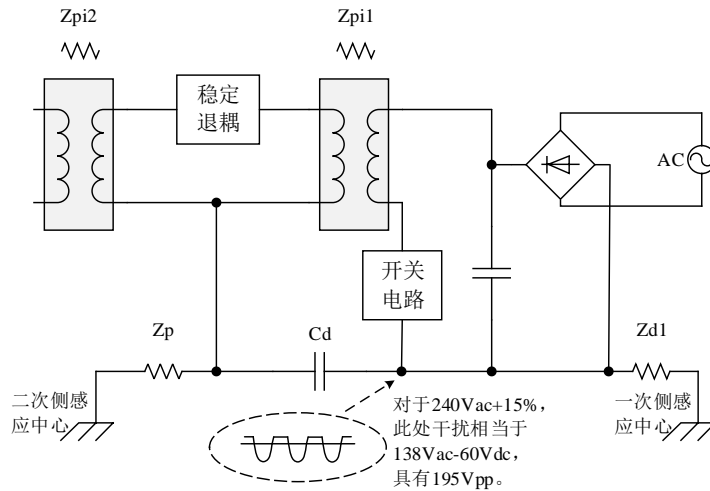 Zpi2
Zpi1
稳定
退耦
AC
开关
电路
Zp
Cd
Zd1
二次侧感
应中心
对于240Vac+15%，
此处干扰相当于
138Vac-60Vdc，
具有195Vpp。
一次侧感
应中心